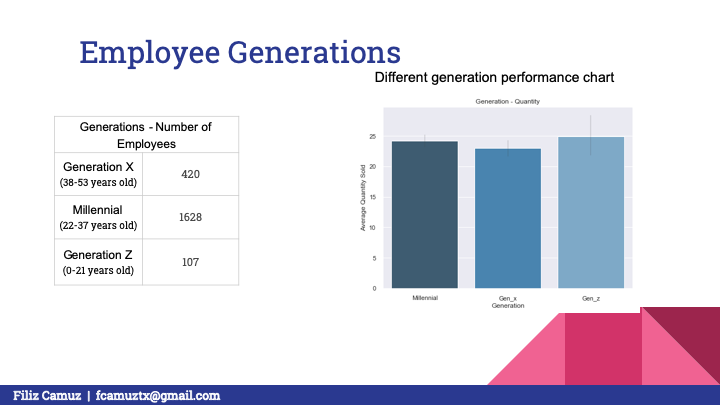 Employee Generations
Different generation performance chart
Generations - Number of
Employees
Generation X
(38-53 years old)
420
Millennial
(22-37 years old)
1628
Generation Z
(0-21 years old)
107
Generation - Quantity
Average Quantity Sold
25
20
15
10
5
0
Millennial
Gen_x
Gen_z
Generation
Filiz Camuz | fcamuztx@gmail.com